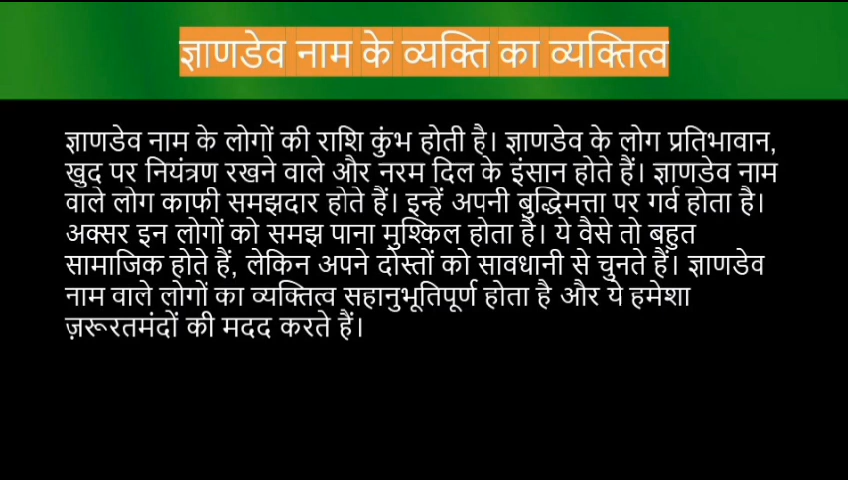 ज्ञाणडेव नाम के व्यक्ति का व्यक्तित्व
ज्ञाणडेव नाम के लोगों की राशि कुंभ होती है। ज्ञाणडेव के लोग प्रतिभावान,
खुद पर नियंत्रण रखने वाले और नरम दिल के इंसान होते हैं। ज्ञाणडेव नाम
वाले लोग काफी समझदार होते हैं। इन्हें अपनी बुद्धिमत्ता पर गर्व होता है।
अक्सर इन लोगों को समझ पाना मुश्किल होता है। ये वैसे तो बहुत
सामाजिक होते हैं, लेकिन अपने दोस्तों को सावधानी से चुनते हैं। ज्ञाणडेव
नाम वाले लोगों का व्यक्तित्व सहानुभूतिपूर्ण होता है और ये हमेशा
ज़रूरतमंदों की मदद करते हैं।